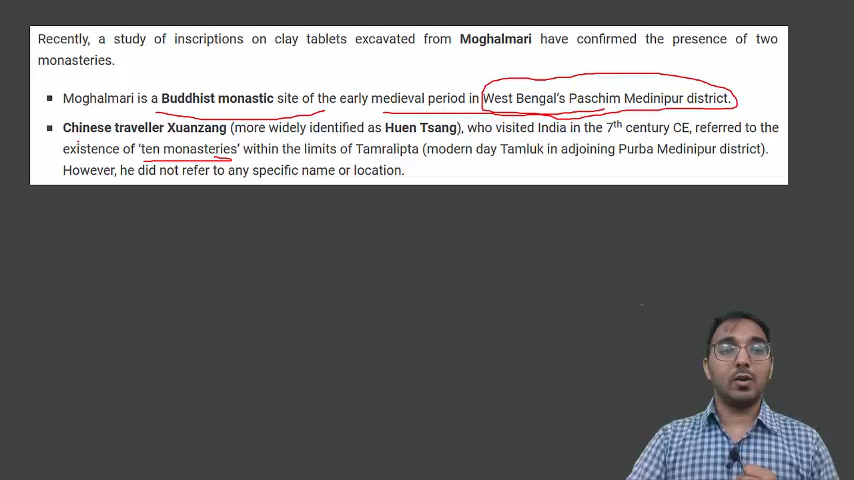 Recently, a study of inscriptions on clay tablets excavated from Moghalmari have confirmed the presence of two
monasteries.
▪ Moghalmari is a Buddhist monastic site of the early medieval period in West Bengal's Paschim Medinipur district.
▪ Chinese traveller Xuanzang (more widely identified as Huen Tsang), who visited India in the 7th century CE, referred to the
existence of 'ten monasteries' within the limits of Tamralipta (modern day Tamluk in adjoining Purba Medinipur district).
However, he did not refer to any specific name or location.